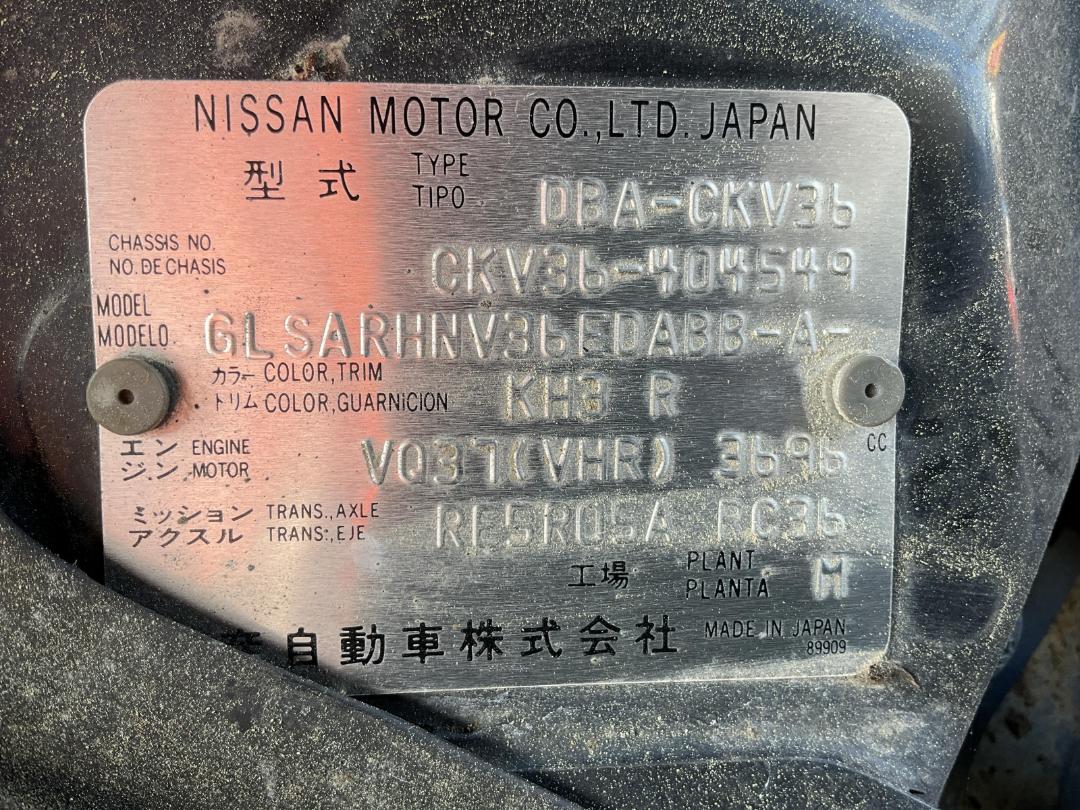 NISSAN MOTOR CO.,LTD. JAPAN
型式 TYPE TIPO DBA-CKV36
CHASSIS NO. NO.DE CHASIS CKV36-404549
MODEL MODELO GLSARHNV36EDABB-A-
カラー COLOR,TRIM
トリム COLOR,GUARNICION KH3 R
エンジン ENGINE MOTOR VQ37(VHR) 3696 CC
ミッション TRANS.,AXLE
アクスル TRANS:,EJE RE5R05A RC36
工場 PLANT PLANTA M
産自動車株式会社 MADE IN JAPAN
89909